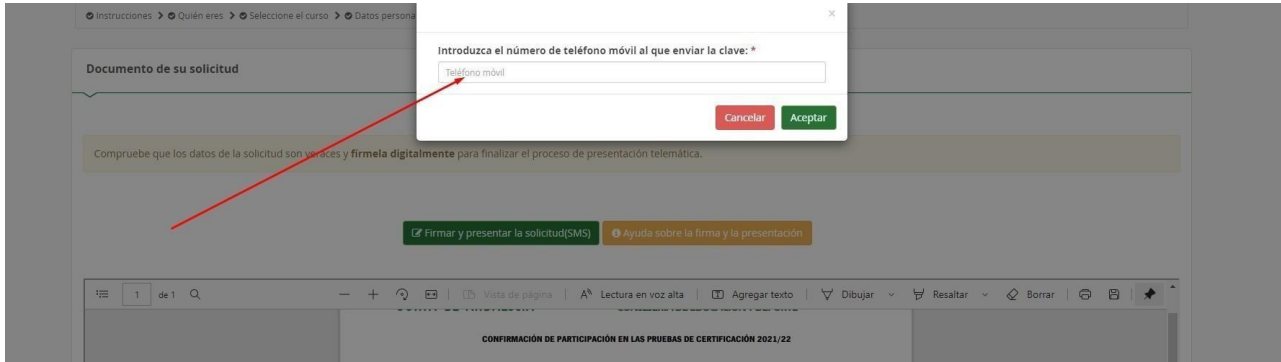 Instrucciones > Quién eres > Seleccione el curso > Datos persona
×
Introduzca el número de teléfono móvil al que enviar la clave: *
Teléfono móvil
Cancelar Aceptar
Documento de su solicitud
Compruebe que los datos de la solicitud son veraces y fírmela digitalmente para finalizar el proceso de presentación telemática.
Firmar y presentar la solicitud(SMS) Ayuda sobre la firma y la presentación
1 de 1 Vista de página Lectura en voz alta Agregar texto Dibujar Resaltar Borrar
CONFIRMACIÓN DE PARTICIPACIÓN EN LAS PRUEBAS DE CERTIFICACIÓN 2021/22